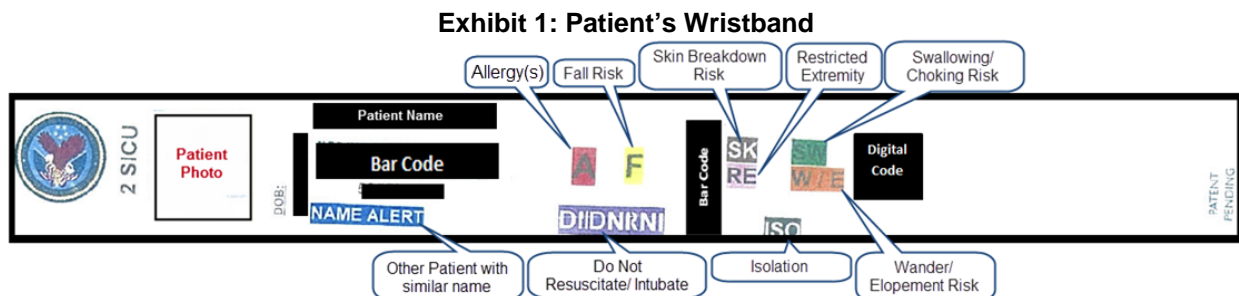 Exhibit 1: Patient's Wristband
Allergy(s)
Fall Risk
Skin Breakdown
Risk
Restricted
Extremity
Swallowing/
Choking Risk
2 SICU
Patient
Photo
DOB:
Patient Name
Bar Code
NAME ALERT
A
F
Bar Code
SK
RE
SW
W / E
Digital
Code
ISO
PATENT
PENDING
Other Patient with
similar name
Do Not
Resuscitate/ Intubate
Isolation
Wander/
Elopement Risk